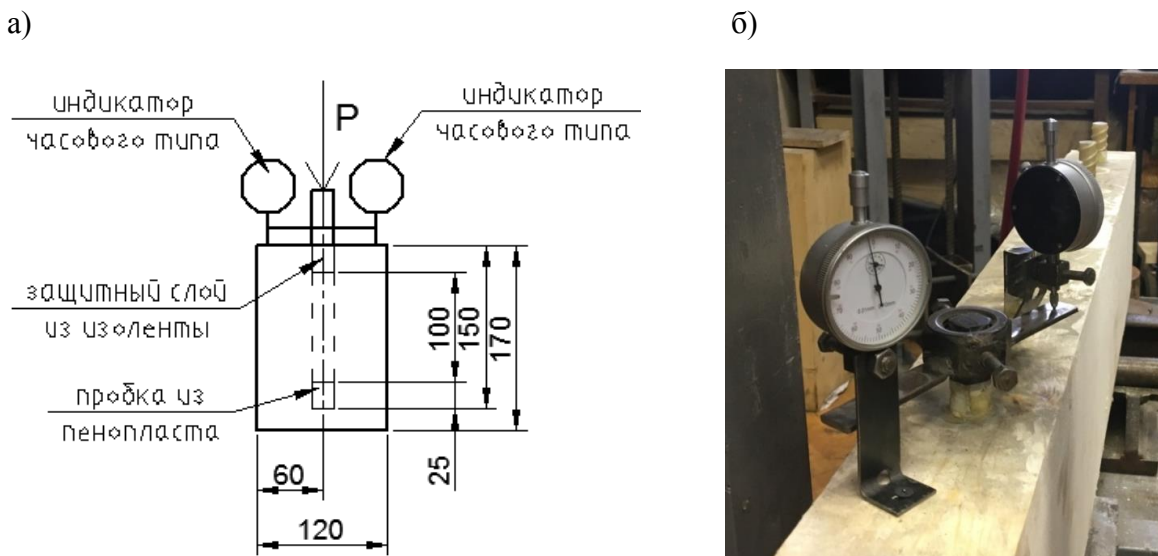 а)
б)
индикатор
часового типа
P
индикатор
часового типа
защитный слой
из изоленты
100
150
170
пробка из
пенопласта
25
60
120